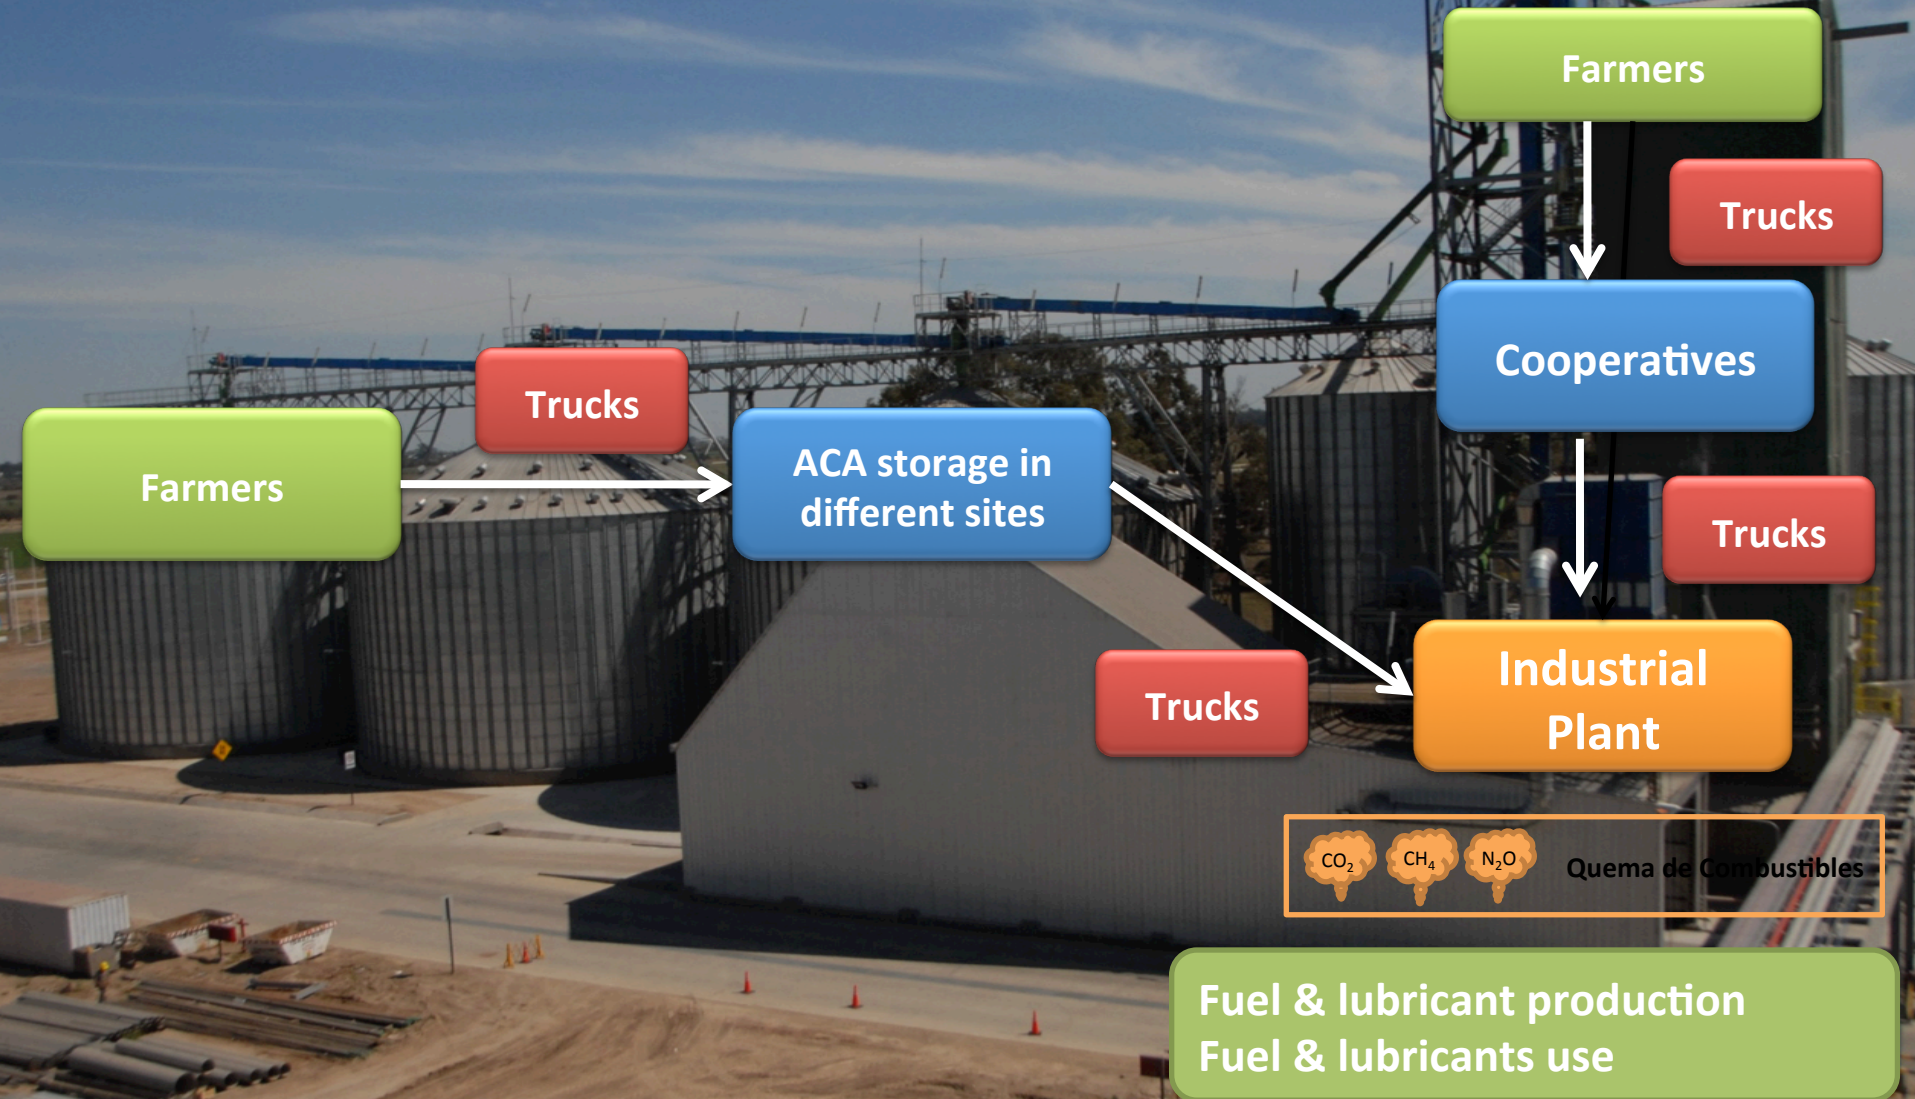 Farmers
Trucks
Cooperatives
Trucks
Farmers
Trucks
ACA storage in
different sites
Trucks
Industrial
Plant
CO₂
CH₄
N₂O
Quema de Combustibles
Fuel & lubricant production
Fuel & lubricants use